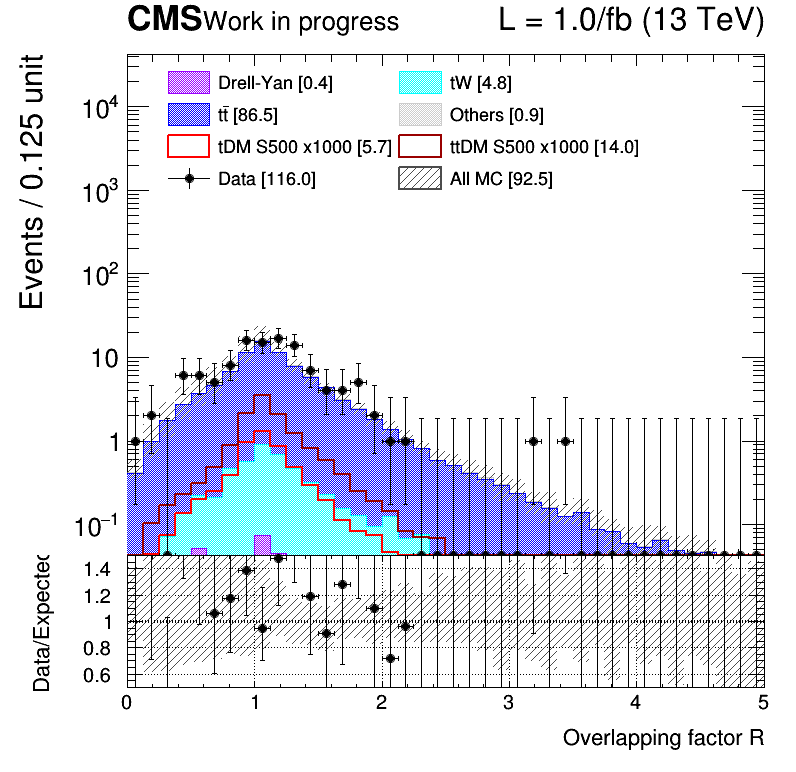 CMS Work in progress L = 1.0/fb (13 TeV)
Drell-Yan [0.4] tW [4.8]
tt̄ [86.5] Others [0.9]
tDM S500 x1000 [5.7] ttDM S500 x1000 [14.0]
Data [116.0] All MC [92.5]
Events / 0.125 unit
10⁴
10³
10²
10
1
10⁻¹
Data/Expected
1.4
1.2
1
0.8
0.6
0 1 2 3 4 5
Overlapping factor R